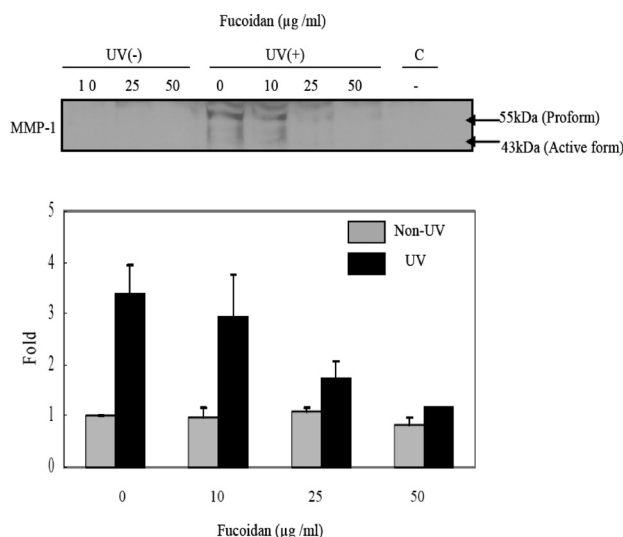 Fucoidan (µg /ml)
UV(-) UV(+) C
1 0 25 50 0 10 25 50 -
MMP-1
55kDa (Proform)
43kDa (Active form)
5
4
3
2
1
0
Fold
Non-UV
UV
0 10 25 50
Fucoidan (µg /ml)